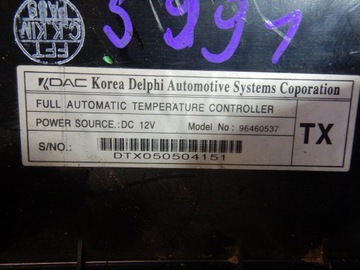 5991
KDAC Korea Delphi Automotive Systems Coporation
FULL AUTOMATIC TEMPERATURE CONTROLLER
POWER SOURCE.:DC 12V Model No : 96460537
TX
S/NO.:
DTX050504151